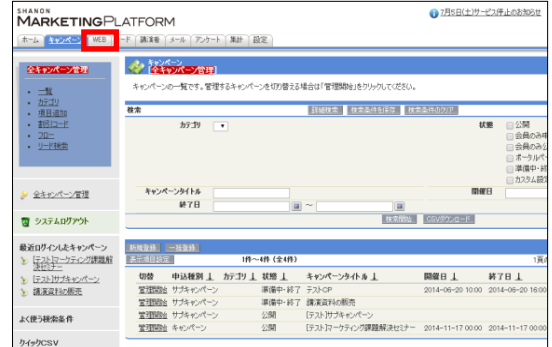 SHANON
MARKETINGPLATFORM
7月5日(土)サービス停止のお知らせ
ホーム キャンペーン WEB ード 講演者 メール アンケート 集計 設定
全キャンペーン管理
一覧
カテゴリ
項目追加
割引コード
フロー
リード検索
全キャンペーン管理
システムログアウト
最近ログインしたキャンペーン
[テスト]マーケティング課題解決セミナー
[テスト]サブキャンペーン
講演資料の販売
よく使う検索条件
クイックCSV
キャンペーン
[全キャンペーン管理]
キャンペーンの一覧です。管理するキャンペーンを切り替える場合は「管理開始」をクリックしてください。
検索 詳細検索 検索条件を保存 検索条件のクリア
カテゴリ 状態 公開
会員のみ申
会員のみ公
ポータルペー
準備中・終
カスタム設定
キャンペーンタイトル 開催日
終了日 ～
検索開始 CSVダウンロード
新規登録 一括登録
表示項目設定 1件～4件 (全4件) 1頁
切替 申込種別 カテゴリ 状態 キャンペーンタイトル 開催日 終了日
管理開始 サブキャンペーン 準備中・終了 テストCP 2014-06-20 10:00 2014-06-20 16:00
管理開始 サブキャンペーン 準備中・終了 講演資料の販売
管理開始 サブキャンペーン 公開 [テスト]サブキャンペーン
管理開始 キャンペーン 公開 [テスト]マーケティング課題解決セミナー 2014-11-17 00:00 2014-11-17 00:00